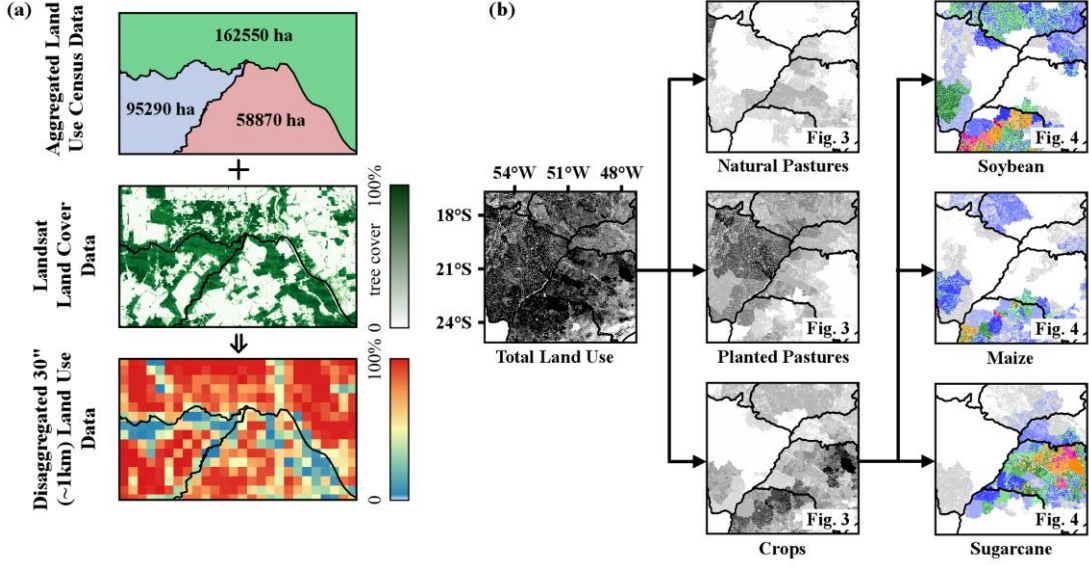 (a)
Aggregated Land
Use Census Data
162550 ha
95290 ha
58870 ha
+
Landsat
Land Cover
Data
0
tree cover
100%
⇓
Disaggregated 30"
(~1km) Land Use
Data
0
100%
(b)
54°W 51°W 48°W
18°S
21°S
24°S
Total Land Use
Fig. 3
Natural Pastures
Fig. 3
Planted Pastures
Fig. 3
Crops
Fig. 4
Soybean
Fig. 4
Maize
Fig. 4
Sugarcane